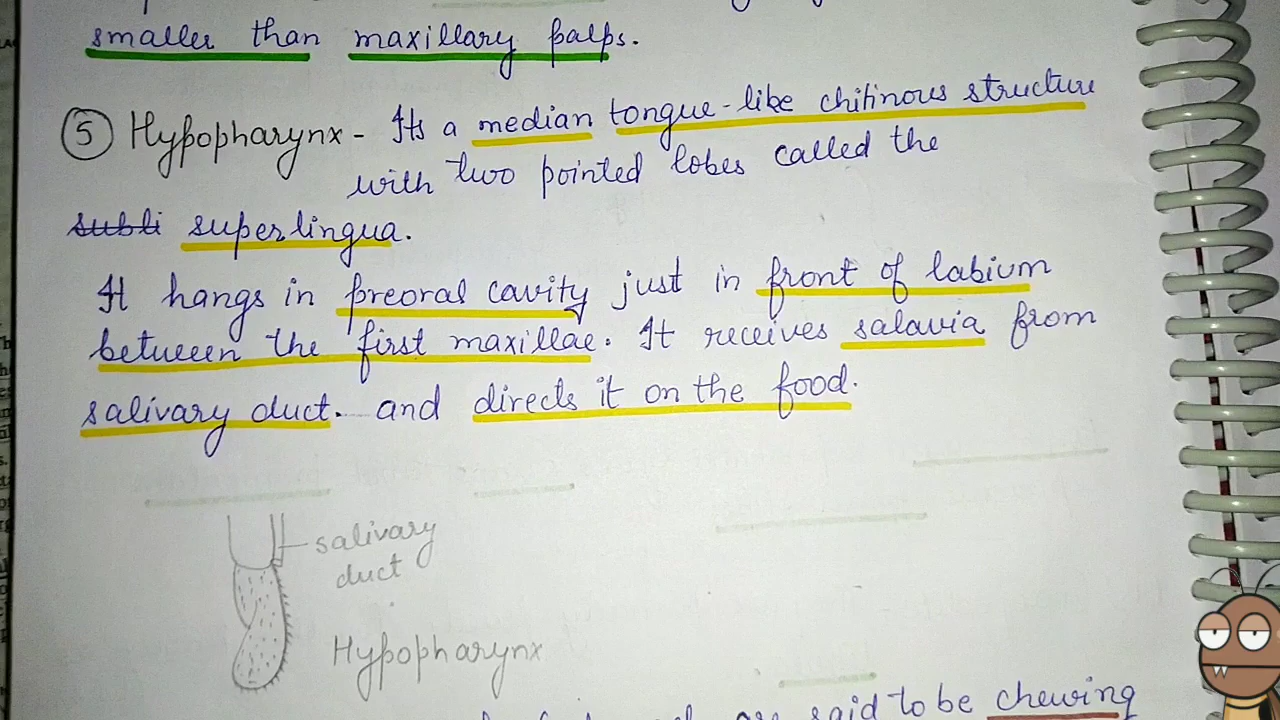 smaller than maxillary palps.
5 Hypopharynx - Its a median tongue-like chitinous structure
with two pointed lobes called the
subli superlingua.
It hangs in preoral cavity just in front of labium
between the first maxillae. It receives salavia from
salivary duct. and directs it on the food.
salivary
duct
Hypopharynx
are said to be chewing